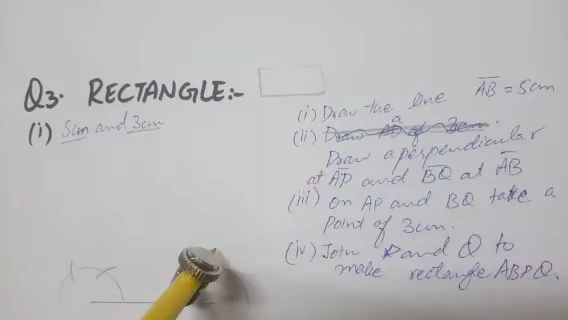 Q3. RECTANGLE:-
(i) 5cm and 3cm
(i) Draw the line AB = 5cm
(ii) Draw a AD of 3cm.
Draw a perpendicular
at AP and BQ at AB
(iii) on AP and BQ take a
point of 3cm.
(iv) Join P and Q to
make rectangle ABPQ.